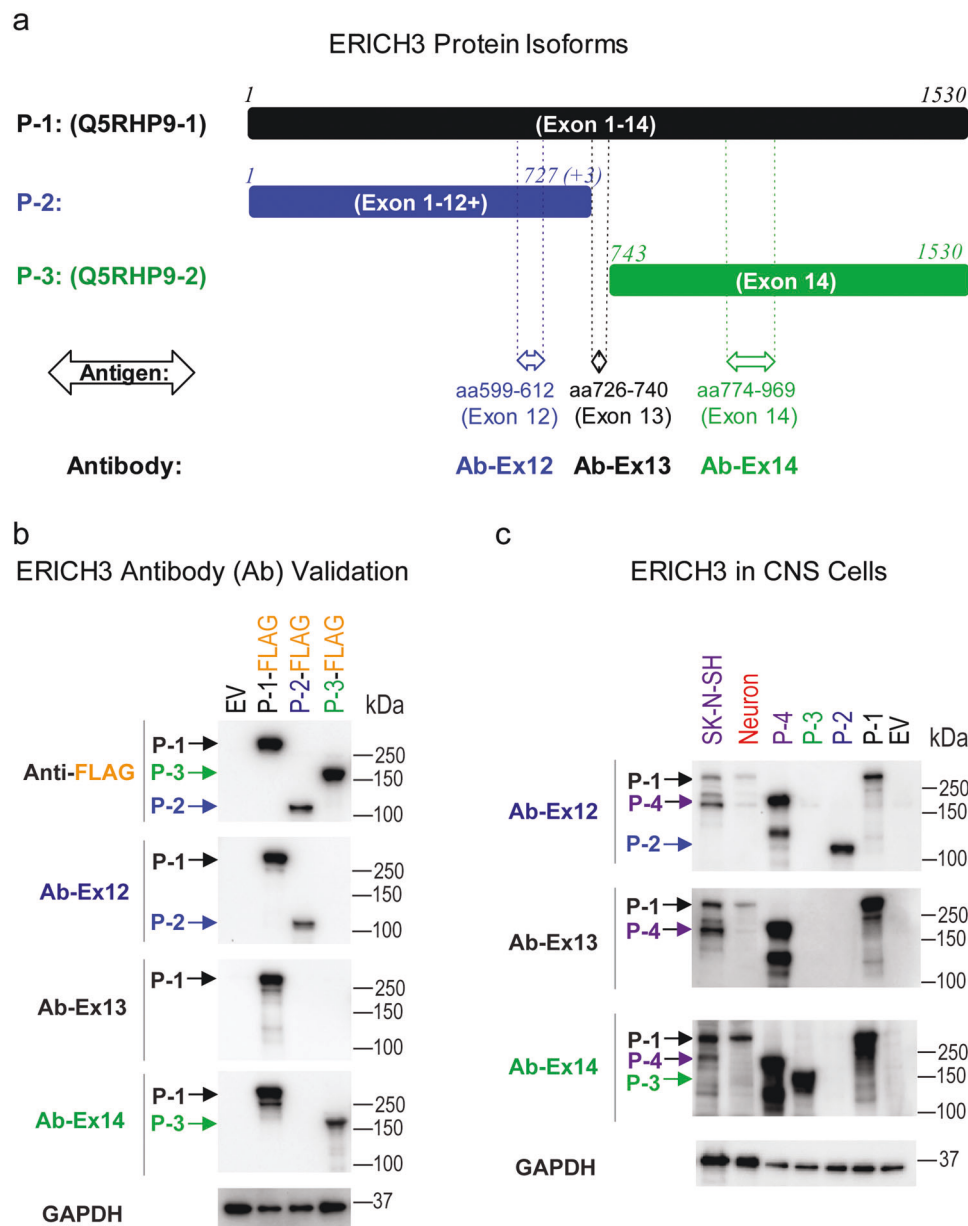 a
ERICH3 Protein Isoforms
1 1530
P-1: (Q5RHP9-1) (Exon 1-14)
1 727 (+3)
P-2: (Exon 1-12+)
743 1530
P-3: (Q5RHP9-2) (Exon 14)
Antigen:
aa599-612 aa726-740 aa774-969
(Exon 12) (Exon 13) (Exon 14)
Antibody: Ab-Ex12 Ab-Ex13 Ab-Ex14
b
ERICH3 Antibody (Ab) Validation
EV P-1-FLAG P-2-FLAG P-3-FLAG kDa
Anti-FLAG
P-1
P-3
P-2
250
150
100
Ab-Ex12
P-1
P-2
250
150
100
Ab-Ex13
P-1
250
150
100
Ab-Ex14
P-1
P-3
250
150
100
GAPDH
37
c
ERICH3 in CNS Cells
SK-N-SH Neuron P-4 P-3 P-2 P-1 EV kDa
Ab-Ex12
P-1
P-4
P-2
250
150
100
Ab-Ex13
P-1
P-4
250
150
100
Ab-Ex14
P-1
P-4
P-3
250
150
100
GAPDH
37